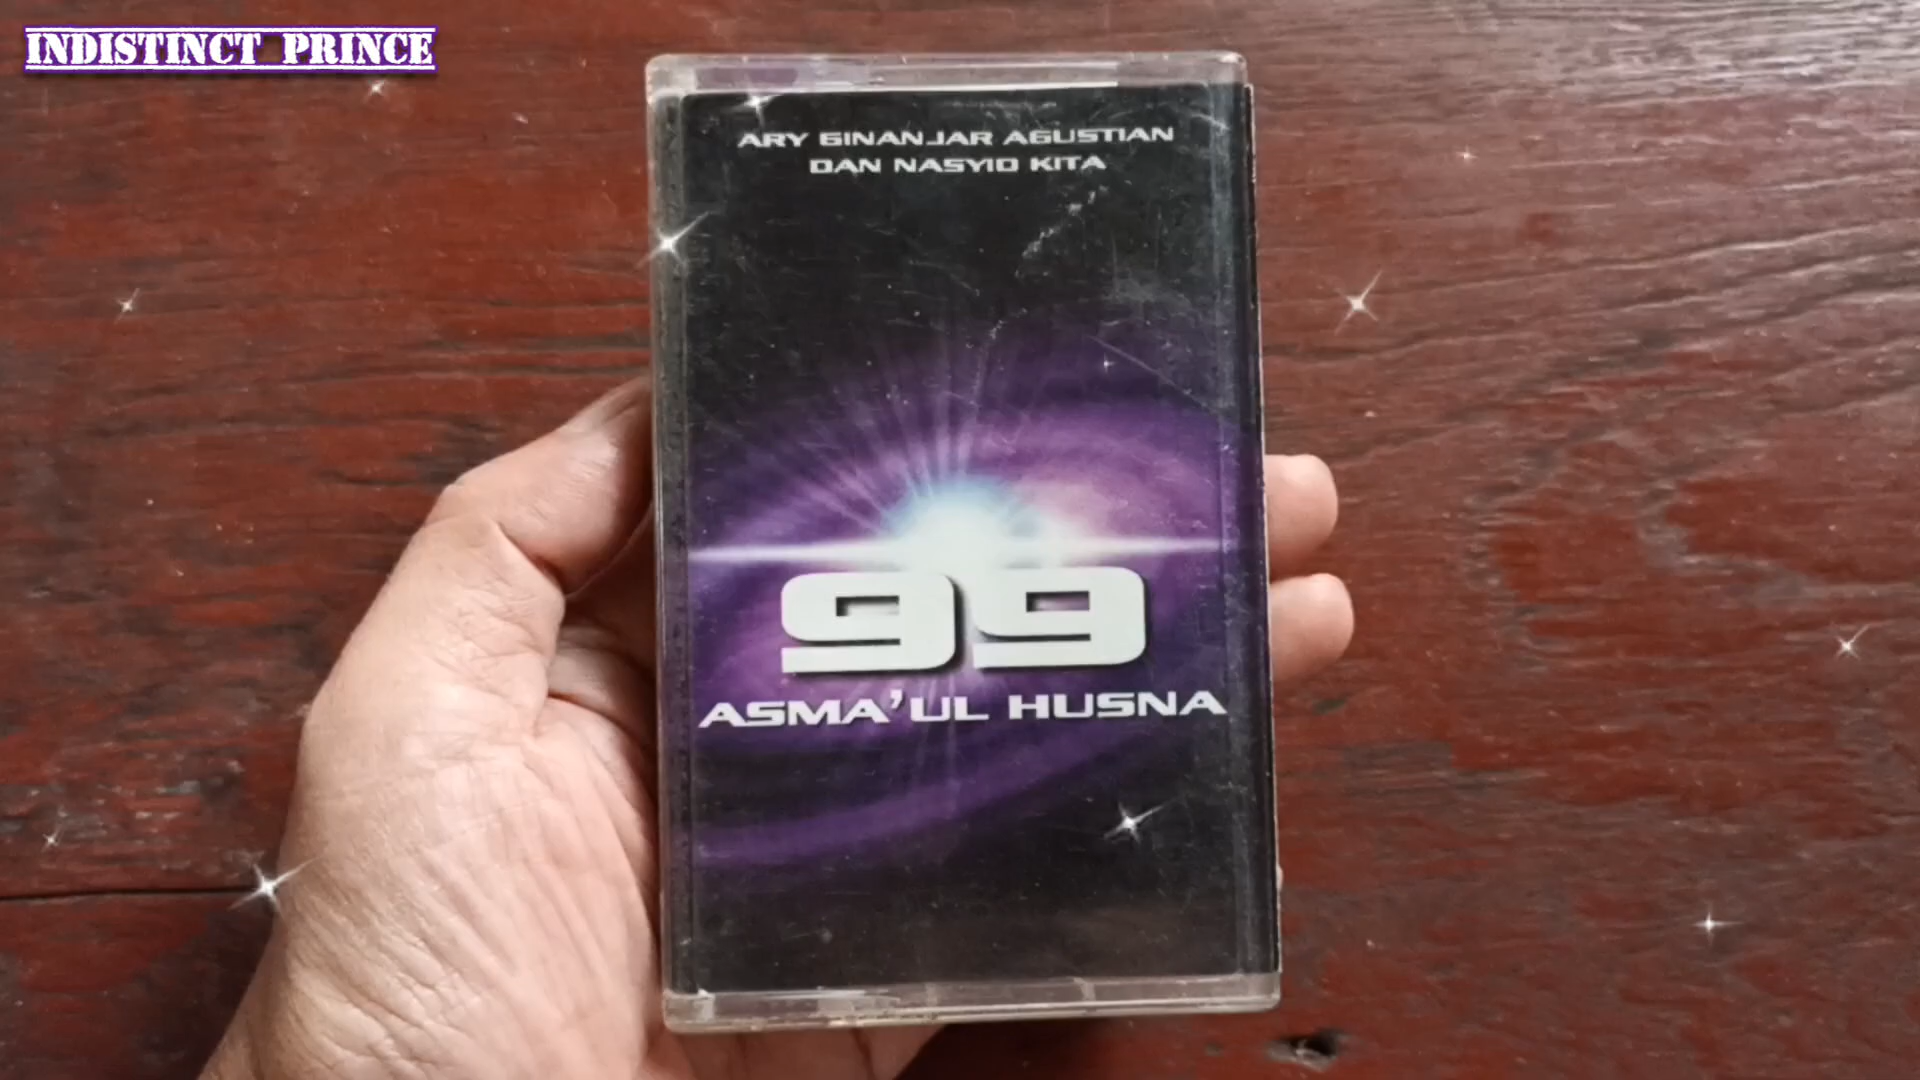 INDISTINCT PRINCE
ARY GINANJAR AGUSTIAN
DAN NASYID KITA
99
ASMA'UL HUSNA